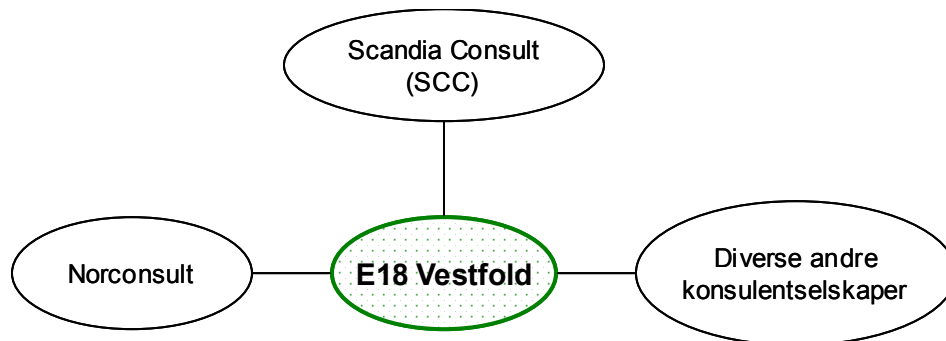 Scandia Consult
(SCC)
Norconsult
E18 Vestfold
Diverse andre
konsulentselskaper